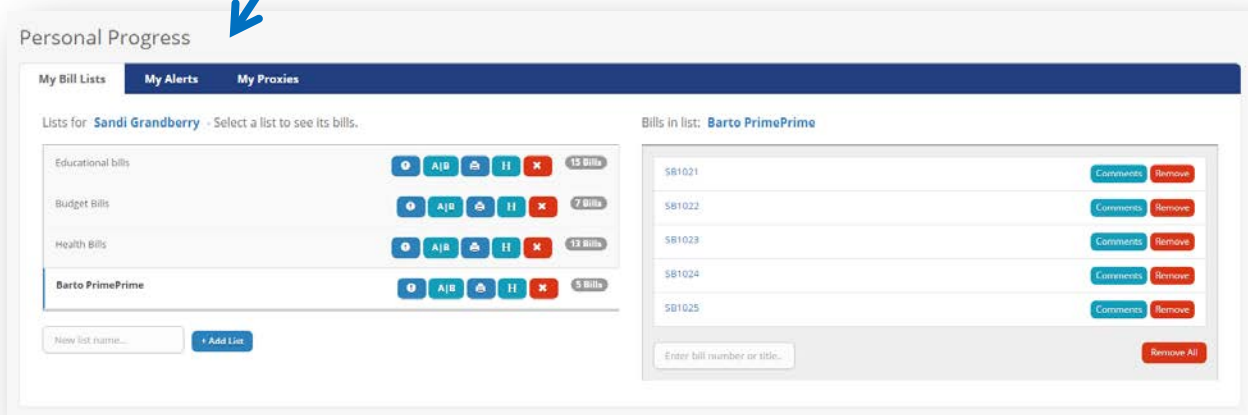 Personal Progress
My Bill Lists My Alerts My Proxies
Lists for Sandi Grandberry - Select a list to see its bills.
Educational bills A|B H 15 Bills
Budget Bills A|B H 7 Bills
Health Bills A|B H 13 Bills
Barto PrimePrime A|B H 5 Bills
New list name... + Add List
Bills in list: Barto PrimePrime
SB1021 Comments Remove
SB1022 Comments Remove
SB1023 Comments Remove
SB1024 Comments Remove
SB1025 Comments Remove
Enter bill number or title.. Remove All